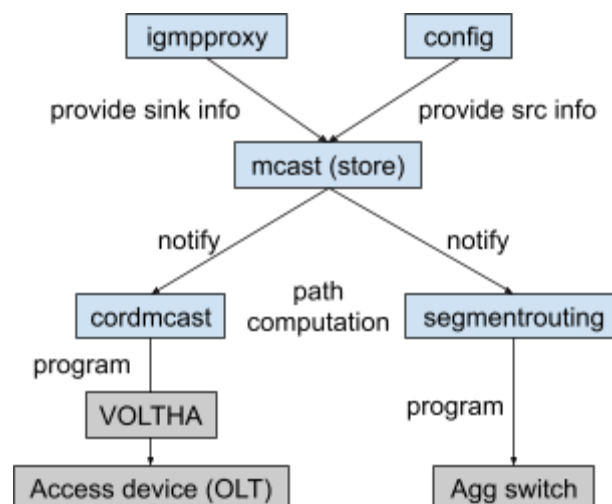 igmpproxy
config
provide sink info
provide src info
mcast (store)
notify
notify
cordmcast
path
computation
segmentrouting
program
VOLTHA
program
Access device (OLT)
Agg switch